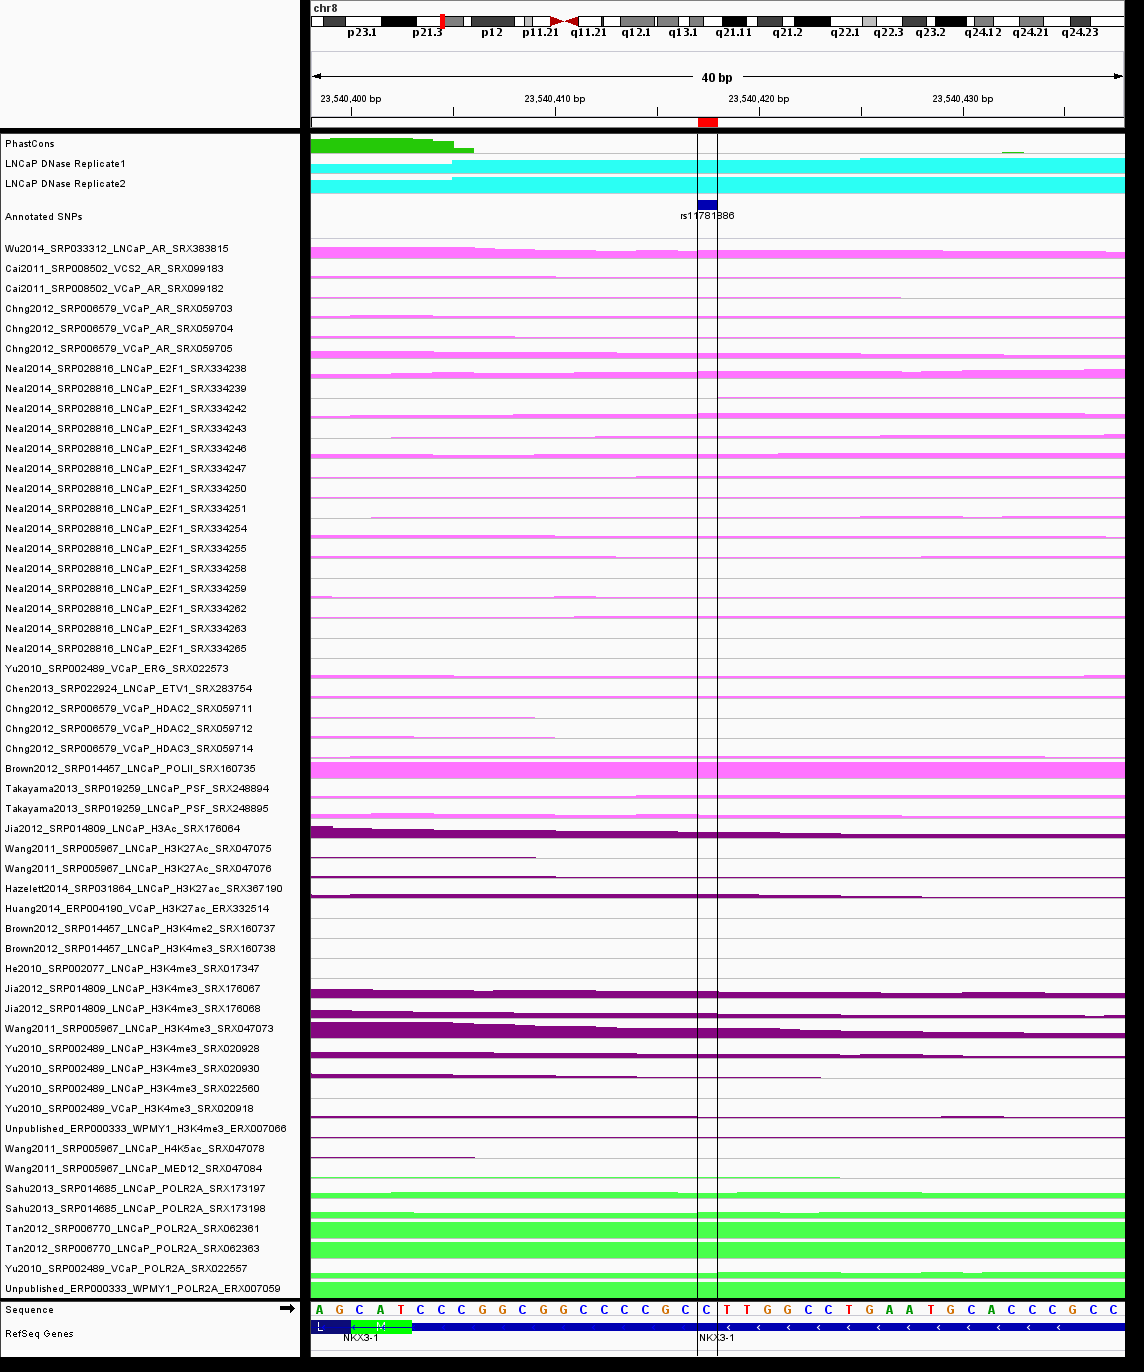 chr8
p23.1 p21.3 p12 p11.21 q11.21 q12.1 q13.1 q21.11 q21.2 q22.1 q22.3 q23.2 q24.12 q24.21 q24.23
40 bp
23,540,400 bp 23,540,410 bp 23,540,420 bp 23,540,430 bp
PhastCons
LNCaP DNase Replicate1
LNCaP DNase Replicate2
Annotated SNPs
rs11781886
Wu2014_SRP033312_LNCaP_AR_SRX383815
Cai2011_SRP008502_VCS2_AR_SRX099183
Cai2011_SRP008502_VCaP_AR_SRX099182
Chng2012_SRP006579_VCaP_AR_SRX059703
Chng2012_SRP006579_VCaP_AR_SRX059704
Chng2012_SRP006579_VCaP_AR_SRX059705
Neal2014_SRP028816_LNCaP_E2F1_SRX334238
Neal2014_SRP028816_LNCaP_E2F1_SRX334239
Neal2014_SRP028816_LNCaP_E2F1_SRX334242
Neal2014_SRP028816_LNCaP_E2F1_SRX334243
Neal2014_SRP028816_LNCaP_E2F1_SRX334246
Neal2014_SRP028816_LNCaP_E2F1_SRX334247
Neal2014_SRP028816_LNCaP_E2F1_SRX334250
Neal2014_SRP028816_LNCaP_E2F1_SRX334251
Neal2014_SRP028816_LNCaP_E2F1_SRX334254
Neal2014_SRP028816_LNCaP_E2F1_SRX334255
Neal2014_SRP028816_LNCaP_E2F1_SRX334258
Neal2014_SRP028816_LNCaP_E2F1_SRX334259
Neal2014_SRP028816_LNCaP_E2F1_SRX334262
Neal2014_SRP028816_LNCaP_E2F1_SRX334263
Neal2014_SRP028816_LNCaP_E2F1_SRX334265
Yu2010_SRP002489_VCaP_ERG_SRX022573
Chen2013_SRP022924_LNCaP_ETV1_SRX283754
Chng2012_SRP006579_VCaP_HDAC2_SRX059711
Chng2012_SRP006579_VCaP_HDAC2_SRX059712
Chng2012_SRP006579_VCaP_HDAC3_SRX059714
Brown2012_SRP014457_LNCaP_POLII_SRX160735
Takayama2013_SRP019259_LNCaP_PSF_SRX248894
Takayama2013_SRP019259_LNCaP_PSF_SRX248895
Jia2012_SRP014809_LNCaP_H3Ac_SRX176064
Wang2011_SRP005967_LNCaP_H3K27Ac_SRX047075
Wang2011_SRP005967_LNCaP_H3K27Ac_SRX047076
Hazelett2014_SRP031864_LNCaP_H3K27ac_SRX367190
Huang2014_ERP004190_VCaP_H3K27ac_ERX332514
Brown2012_SRP014457_LNCaP_H3K4me2_SRX160737
Brown2012_SRP014457_LNCaP_H3K4me3_SRX160738
He2010_SRP002077_LNCaP_H3K4me3_SRX017347
Jia2012_SRP014809_LNCaP_H3K4me3_SRX176067
Jia2012_SRP014809_LNCaP_H3K4me3_SRX176068
Wang2011_SRP005967_LNCaP_H3K4me3_SRX047073
Yu2010_SRP002489_LNCaP_H3K4me3_SRX020928
Yu2010_SRP002489_LNCaP_H3K4me3_SRX020930
Yu2010_SRP002489_LNCaP_H3K4me3_SRX022560
Yu2010_SRP002489_VCaP_H3K4me3_SRX020918
Unpublished_ERP000333_WPMY1_H3K4me3_ERX007066
Wang2011_SRP005967_LNCaP_H4K5ac_SRX047078
Wang2011_SRP005967_LNCaP_MED12_SRX047084
Sahu2013_SRP014685_LNCaP_POLR2A_SRX173197
Sahu2013_SRP014685_LNCaP_POLR2A_SRX173198
Tan2012_SRP006770_LNCaP_POLR2A_SRX062361
Tan2012_SRP006770_LNCaP_POLR2A_SRX062363
Yu2010_SRP002489_VCaP_POLR2A_SRX022557
Unpublished_ERP000333_WPMY1_POLR2A_ERX007059
Sequence A G C A T C C C G G C G G C C C C G C C T T G G C C T G A A T G C A C C C G C C
RefSeq Genes L M
NKX3-1 NKX3-1